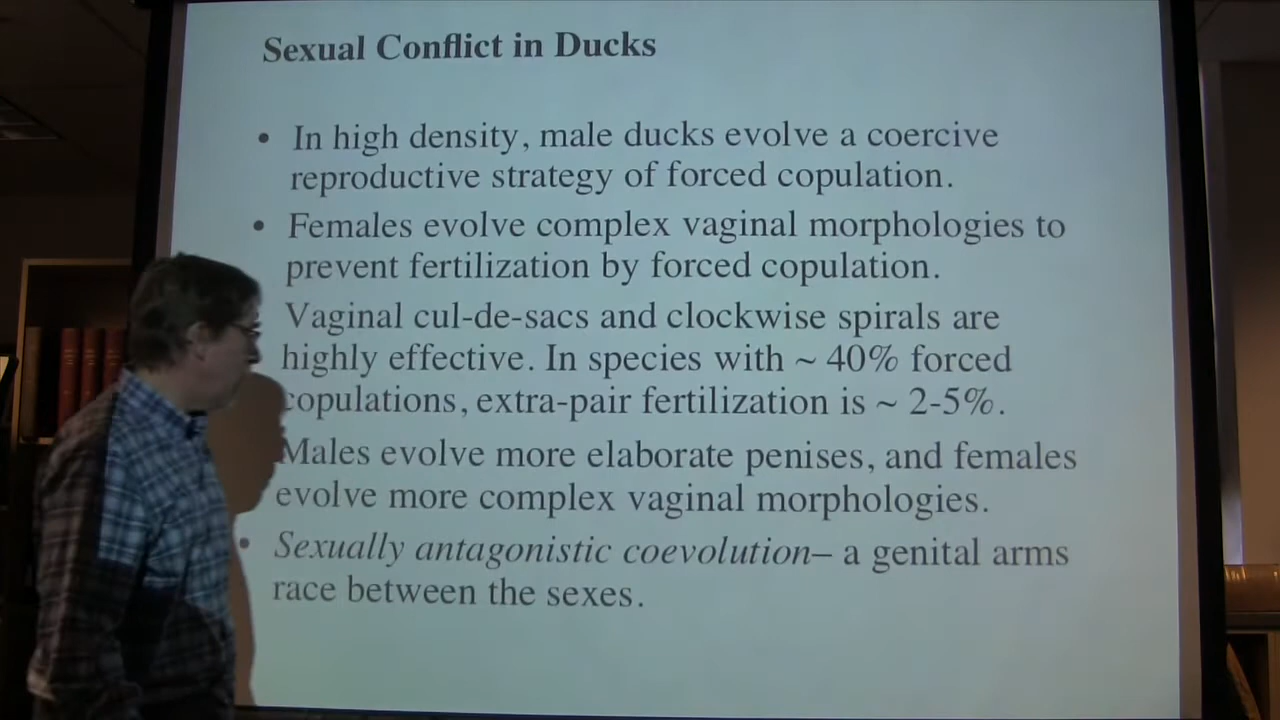 Sexual Conflict in Ducks
• In high density, male ducks evolve a coercive
reproductive strategy of forced copulation.
• Females evolve complex vaginal morphologies to
prevent fertilization by forced copulation.
Vaginal cul-de-sacs and clockwise spirals are
highly effective. In species with ~ 40% forced
copulations, extra-pair fertilization is ~ 2-5%.
Males evolve more elaborate penises, and females
evolve more complex vaginal morphologies.
• Sexually antagonistic coevolution– a genital arms
race between the sexes.